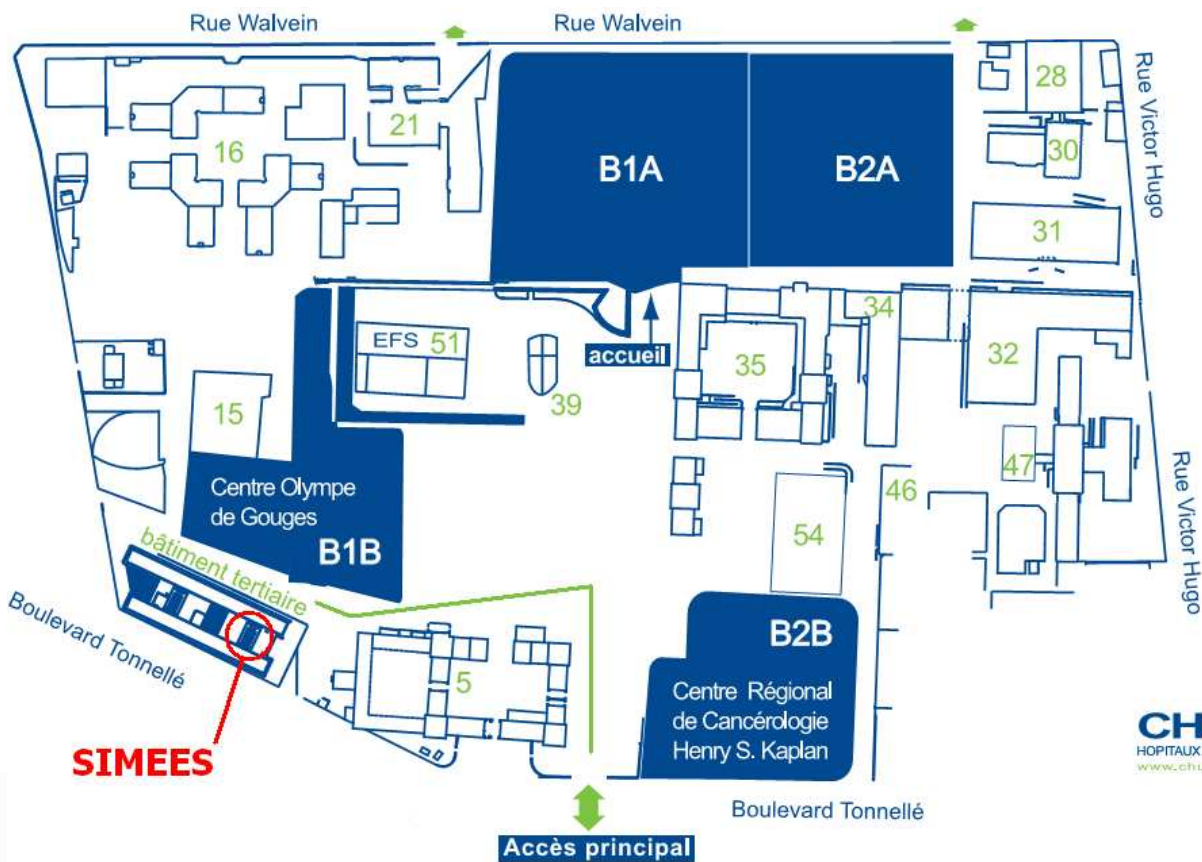 Rue Walvein
Rue Walvein
Rue Victor Hugo
28
21
16
B1A
B2A
30
31
34
EFS 51
accueil
35
32
39
15
Centre Olympe
de Gouges
B1B
47
46
54
Rue Victor Hugo
bâtiment tertiaire
Boulevard Tonnellé
SIMEES
5
B2B
Centre Régional
de Cancérologie
Henry S. Kaplan
CH
HOPITAUX
www.chu
Boulevard Tonnellé
Accès principal